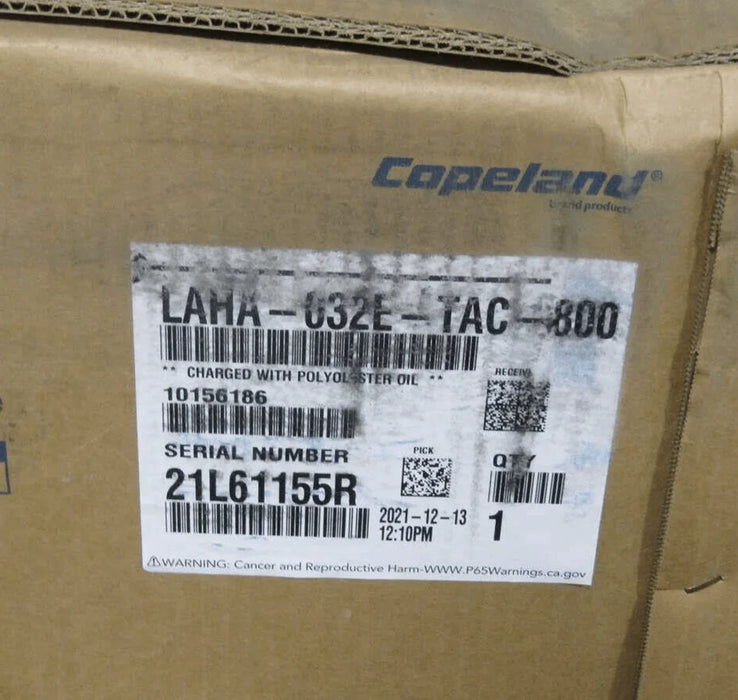 Copeland®
brand products
LAHA-032E-TAC-800
** CHARGED WITH POLYOLESTER OIL **
RECEIVE
10156186
SERIAL NUMBER
PICK
QTY
21L61155R
2021-12-13
12:10PM
1
⚠WARNING: Cancer and Reproductive Harm-WWW.P65Warnings.ca.gov